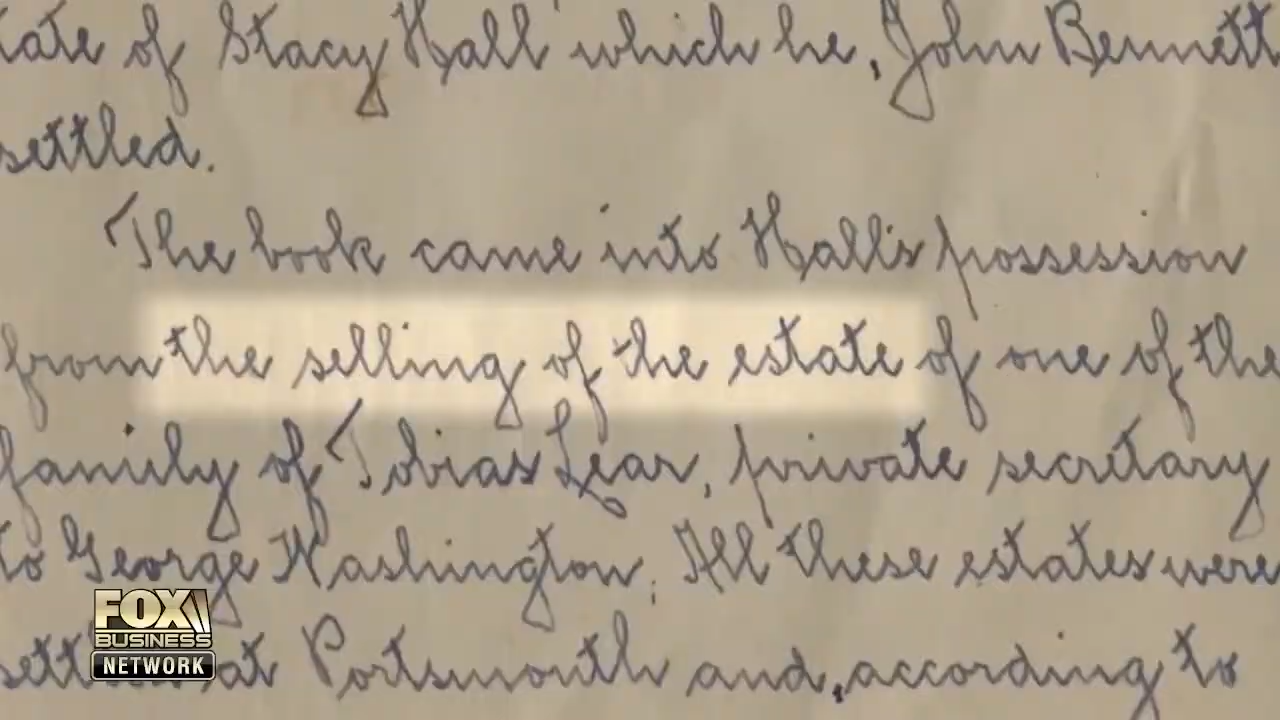 tate of Stacy Hall which he, John Bennett
settled.
The book came into Hall's possession
from the selling of the estate of one of the
family of Tobias Lear, private secretary
to George Washington. All these estates were
at Portsmouth and, according to
FOX
BUSINESS
NETWORK